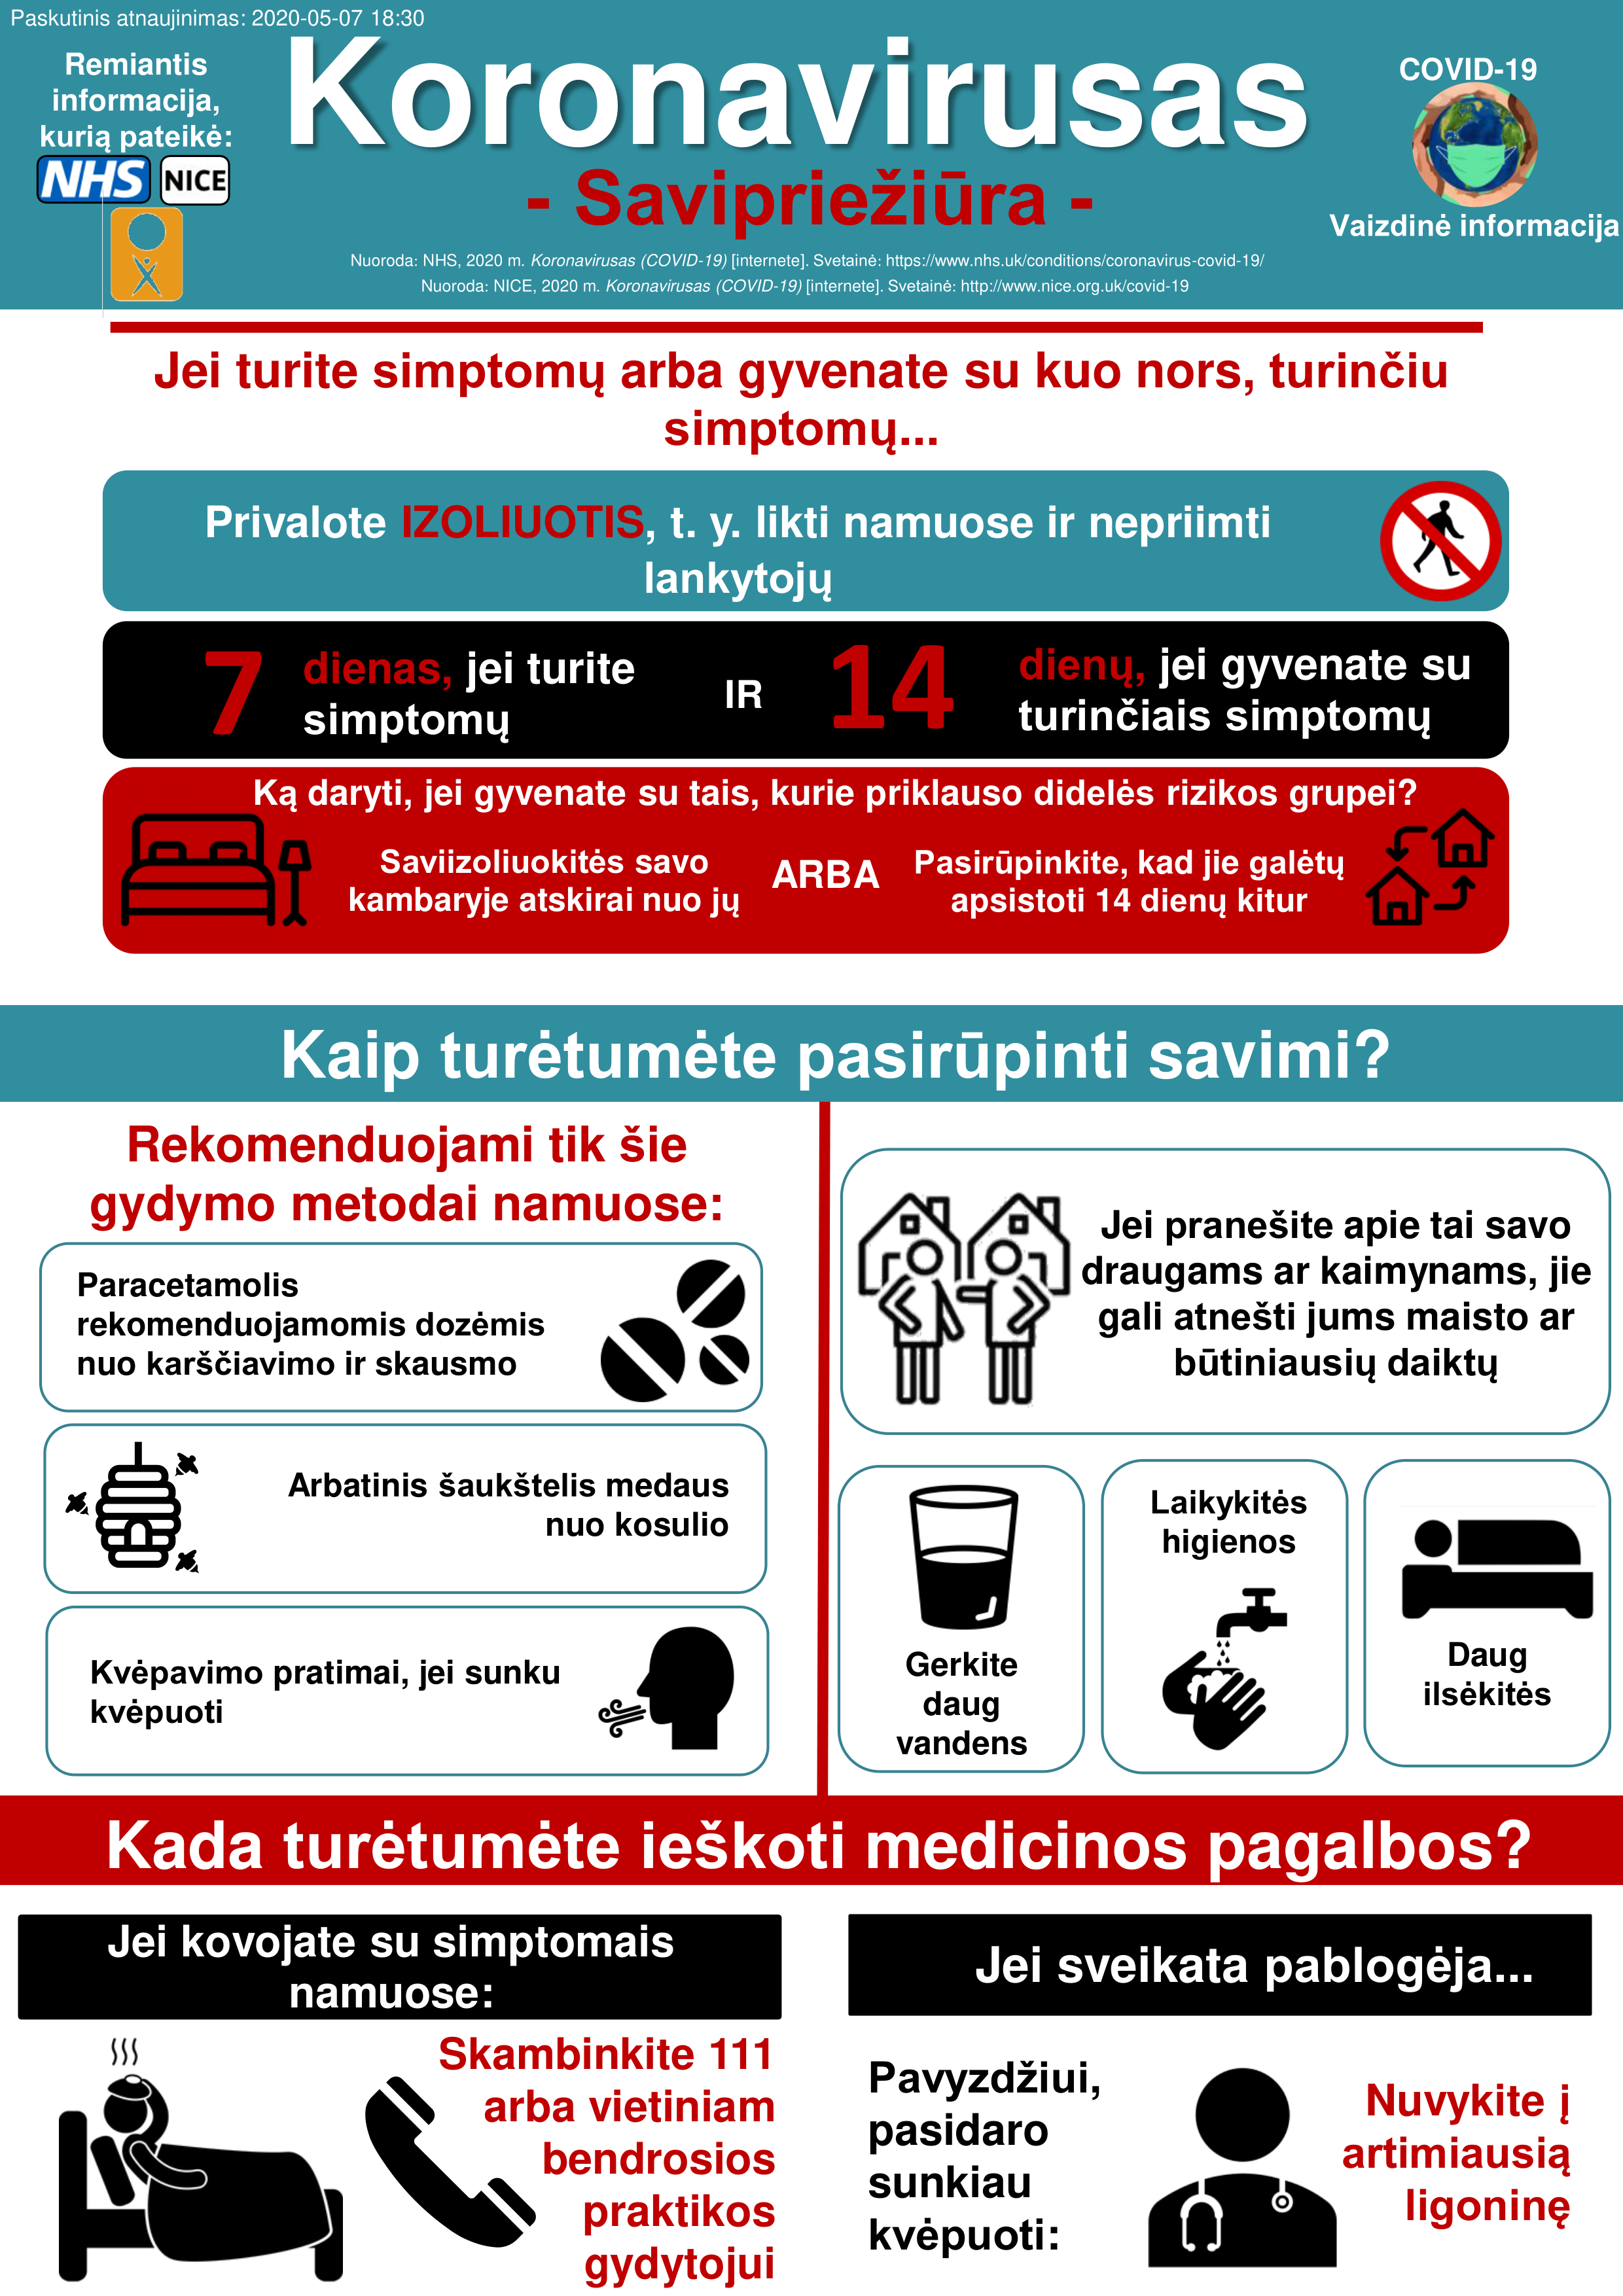 Paskutinis atnaujinimas: 2020-05-07 18:30
Remiantis
informacija,
kurią pateikė:
NHS NICE
Koronavirusas
- Savipriežiūra -
Nuoroda: NHS, 2020 m. Koronavirusas (COVID-19) [internete]. Svetainė: https://www.nhs.uk/conditions/coronavirus-covid-19/
Nuoroda: NICE, 2020 m. Koronavirusas (COVID-19) [internete]. Svetainė: http://www.nice.org.uk/covid-19
COVID-19
Vaizdinė informacija
Jei turite simptomų arba gyvenate su kuo nors, turinčiu
simptomų...
Privalote IZOLIUOTIS, t. y. likti namuose ir nepriimti
lankytojų
7 dienas, jei turite
simptomų
IR
14 dienų, jei gyvenate su
turinčiais simptomų
Ką daryti, jei gyvenate su tais, kurie priklauso didelės rizikos grupei?
Saviizoliuokitės savo
kambaryje atskirai nuo jų
ARBA
Pasirūpinkite, kad jie galėtų
apsistoti 14 dienų kitur
Kaip turėtumėte pasirūpinti savimi?
Rekomenduojami tik šie
gydymo metodai namuose:
Paracetamolis
rekomenduojamomis dozėmis
nuo karščiavimo ir skausmo
Arbatinis šaukštelis medaus
nuo kosulio
Kvėpavimo pratimai, jei sunku
kvėpuoti
Jei pranešite apie tai savo
draugams ar kaimynams, jie
gali atnešti jums maisto ar
būtiniausių daiktų
Gerkite
daug
vandens
Laikykitės
higienos
Daug
ilsėkitės
Kada turėtumėte ieškoti medicinos pagalbos?
Jei kovojate su simptomais
namuose:
Skambinkite 111
arba vietiniam
bendrosios
praktikos
gydytojui
Jei sveikata pablogėja...
Pavyzdžiui,
pasidaro
sunkiau
kvėpuoti:
Nuvykite į
artimiausią
ligoninę